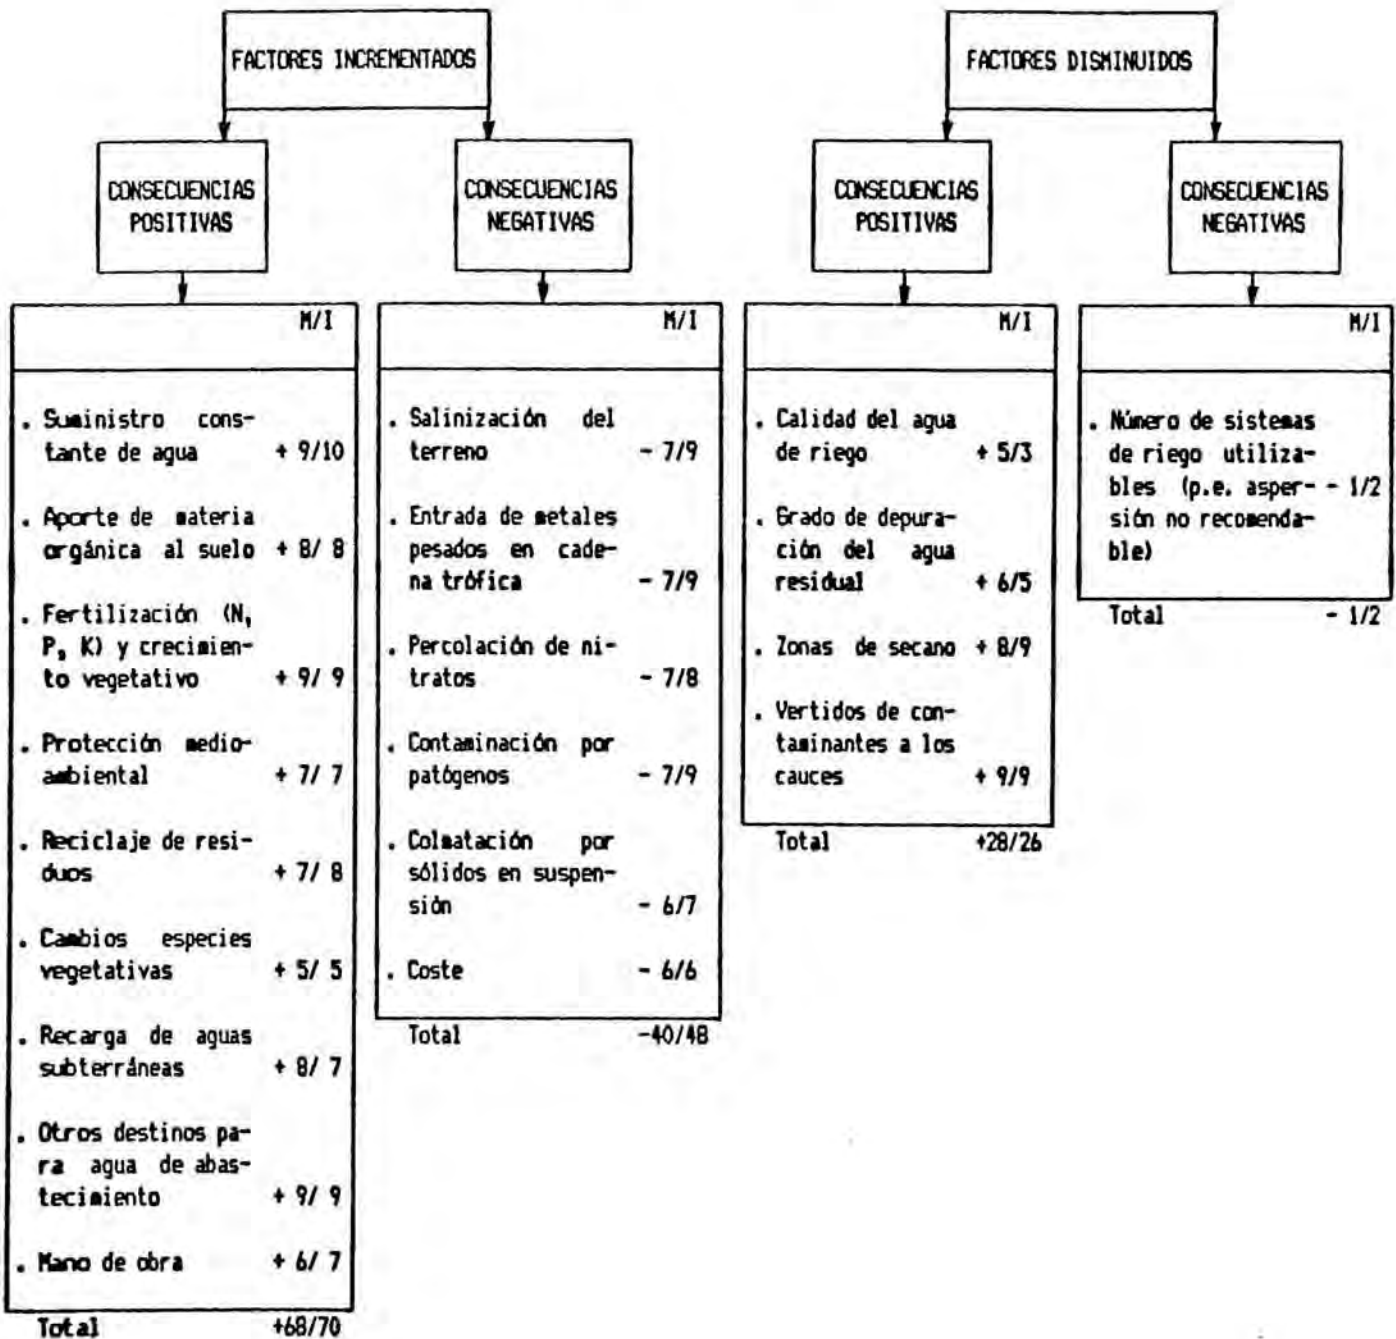 FACTORES INCREMENTADOS
FACTORES DISMINUIDOS
CONSECUENCIAS
POSITIVAS
CONSECUENCIAS
NEGATIVAS
CONSECUENCIAS
POSITIVAS
CONSECUENCIAS
NEGATIVAS
M/I
. Suministro cons-
tante de agua + 9/10
. Aporte de materia
orgánica al suelo + 8/ 8
. Fertilización (N,
P, K) y crecimien-
to vegetativo + 9/ 9
. Protección medio-
ambiental + 7/ 7
. Reciclaje de resi-
duos + 7/ 8
. Cambios especies
vegetativas + 5/ 5
. Recarga de aguas
subterráneas + 8/ 7
. Otros destinos pa-
ra agua de abas-
tecimiento + 9/ 9
. Mano de obra + 6/ 7
Total +68/70
M/I
. Salinización del
terreno - 7/9
. Entrada de metales
pesados en cade-
na trófica - 7/9
. Percolación de ni-
tratos - 7/8
. Contaminación por
patógenos - 7/9
. Colmatación por
sólidos en suspen-
sión - 6/7
. Coste - 6/6
Total -40/48
M/I
. Calidad del agua
de riego + 5/3
. Grado de depura-
ción del agua
residual + 6/5
. Zonas de secano + 8/9
. Vertidos de con-
taminantes a los
cauces + 9/9
Total +28/26
M/I
. Número de sistemas
de riego utiliza-
bles (p.e. asper- - 1/2
sión no recomenda-
ble)
Total - 1/2